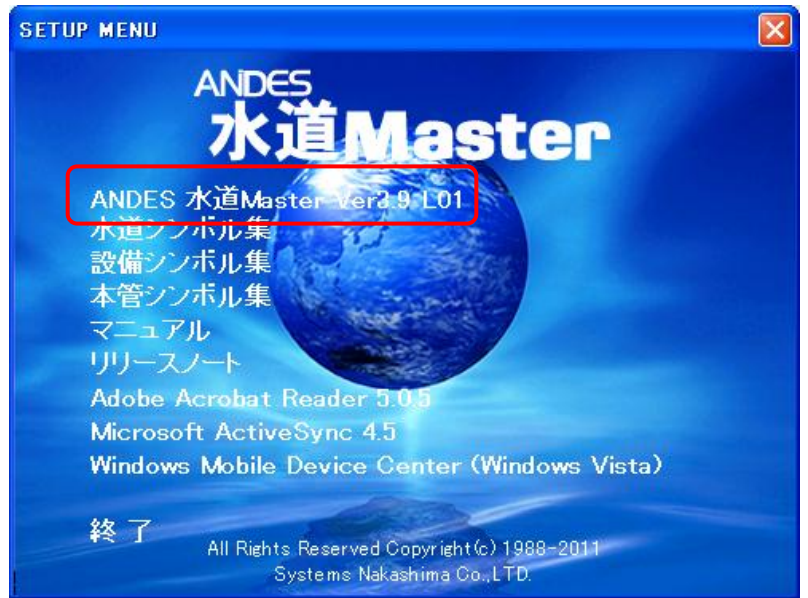 SETUP MENU
ANDES
水道Master
ANDES 水道Master Ver3.9 L01
水道シンボル集
設備シンボル集
本管シンボル集
マニュアル
リリースノート
Adobe Acrobat Reader 5.0.5
Microsoft ActiveSync 4.5
Windows Mobile Device Center (Windows Vista)
終 了
All Rights Reserved Copyright(c) 1988-2011
Systems Nakashima Co.,LTD.